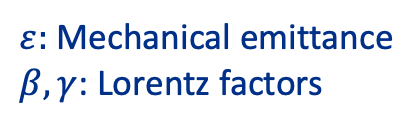 ε: Mechanical emittance
β, γ: Lorentz factors